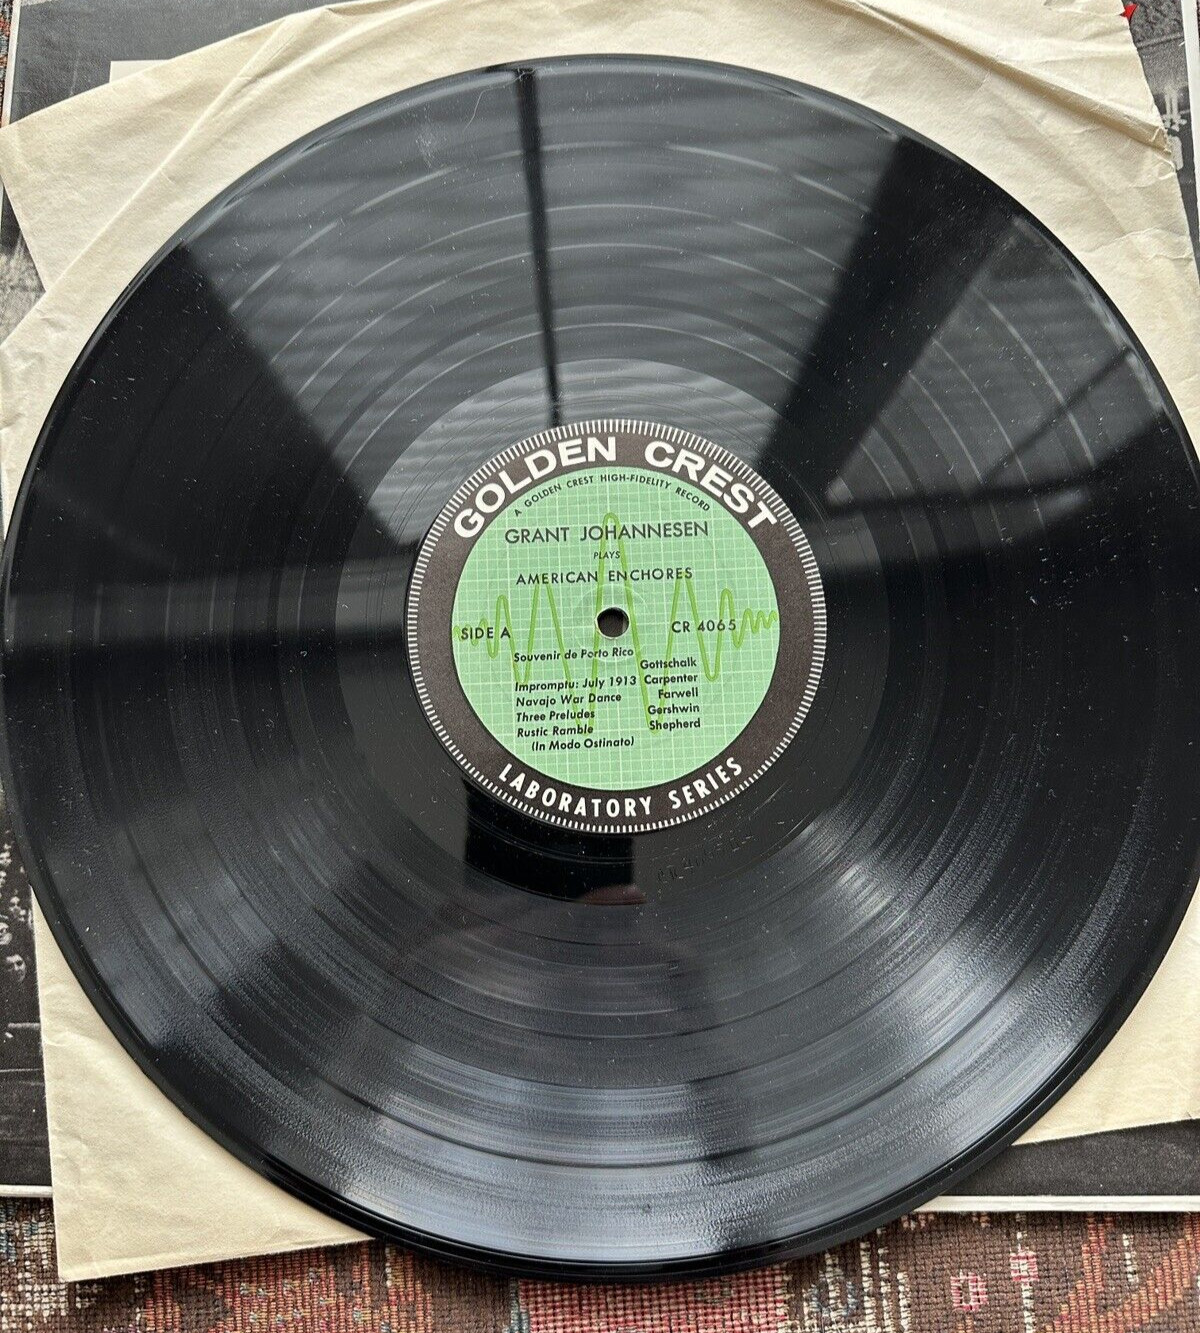 GOLDEN CREST
A GOLDEN CREST HIGH-FIDELITY RECORD
GRANT JOHANNESEN
PLAYS
AMERICAN ENCHORES
SIDE A CR 4065
Souvenir de Porto Rico
Gottschalk
Impromptu: July 1913 Carpenter
Navajo War Dance Farwell
Three Preludes Gershwin
Rustic Ramble Shepherd
(In Modo Ostinato)
LABORATORY SERIES